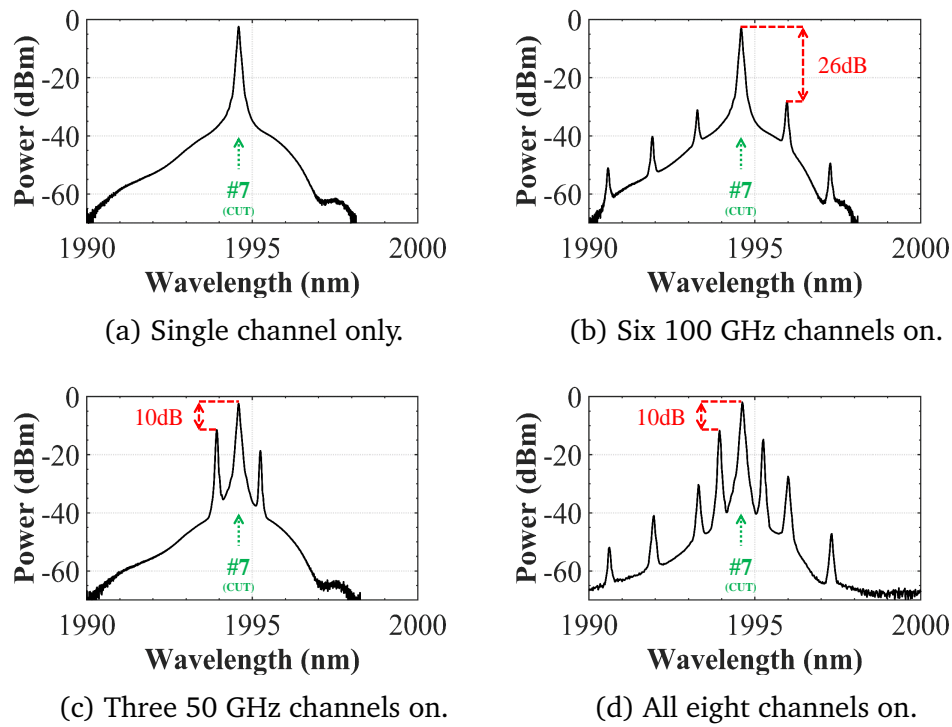 0
-20
-40
-60
Power (dBm)
#7
(CUT)
1990
1995
2000
Wavelength (nm)
(a) Single channel only.
0
-20
-40
-60
Power (dBm)
26dB
#7
(CUT)
1990
1995
2000
Wavelength (nm)
(b) Six 100 GHz channels on.
0
-20
-40
-60
Power (dBm)
10dB
#7
(CUT)
1990
1995
2000
Wavelength (nm)
(c) Three 50 GHz channels on.
0
-20
-40
-60
Power (dBm)
10dB
#7
(CUT)
1990
1995
2000
Wavelength (nm)
(d) All eight channels on.